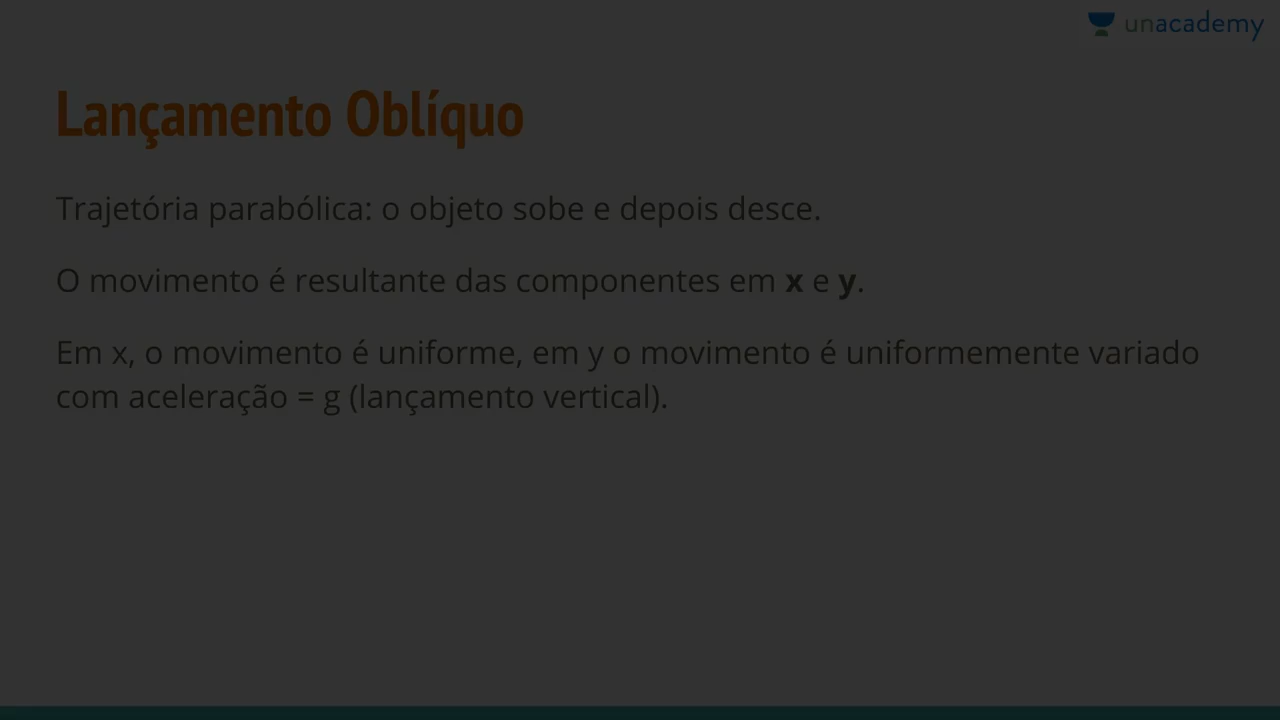 unacademy
Lançamento Oblíquo
Trajetória parabólica: o objeto sobe e depois desce.
O movimento é resultante das componentes em x e y.
Em x, o movimento é uniforme, em y o movimento é uniformemente variado
com aceleração = g (lançamento vertical).